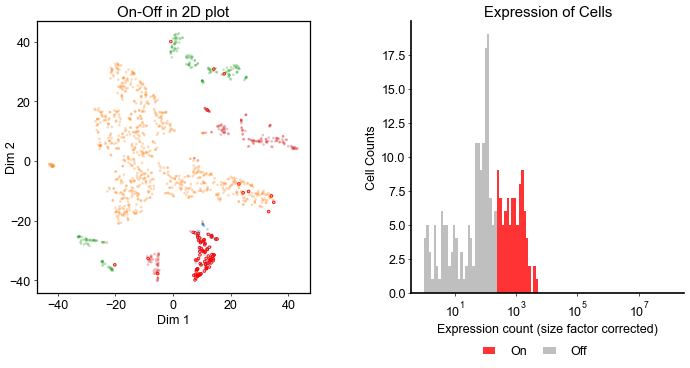 On-Off in 2D plot
Dim 2
40
20
0
−20
−40
−40 −20 0 20 40
Dim 1
Expression of Cells
Cell Counts
17.5
15.0
12.5
10.0
7.5
5.0
2.5
0.0
10^1 10^3 10^5 10^7
Expression count (size factor corrected)
On Off